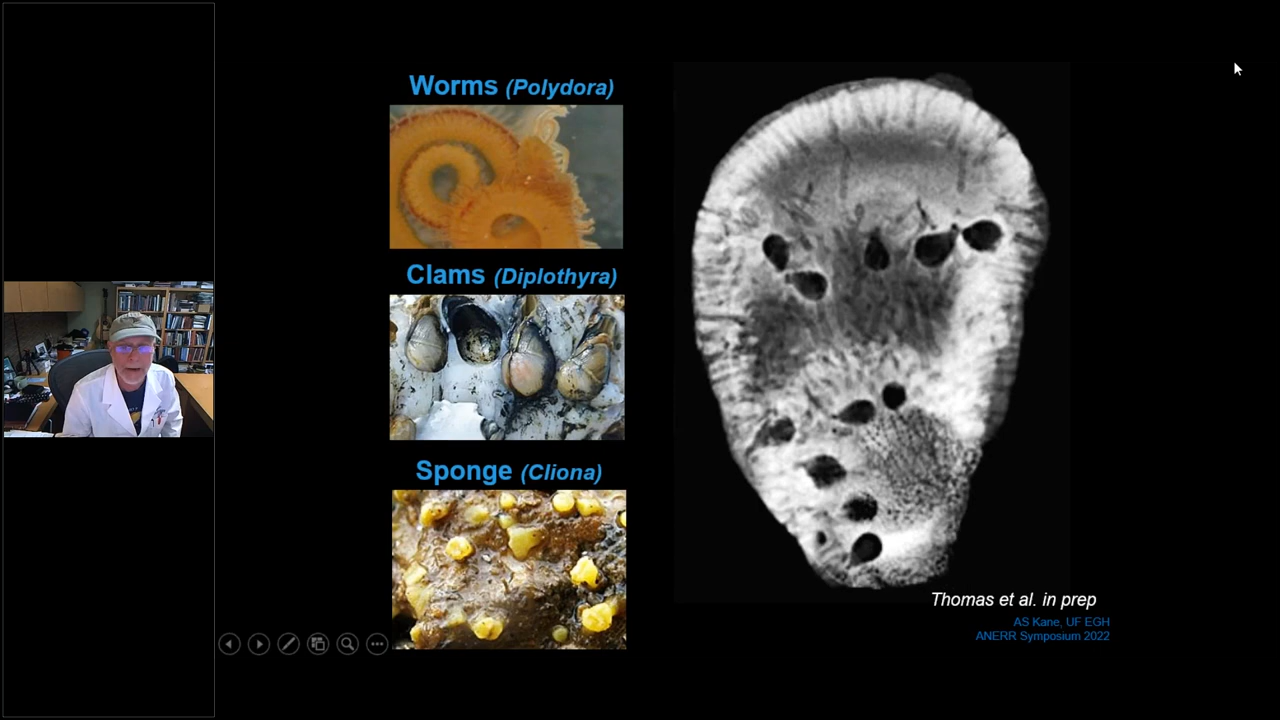 Worms (Polydora)
Clams (Diplothyra)
Sponge (Cliona)
Thomas et al. in prep
AS Kane, UF EGH
ANERR Symposium 2022